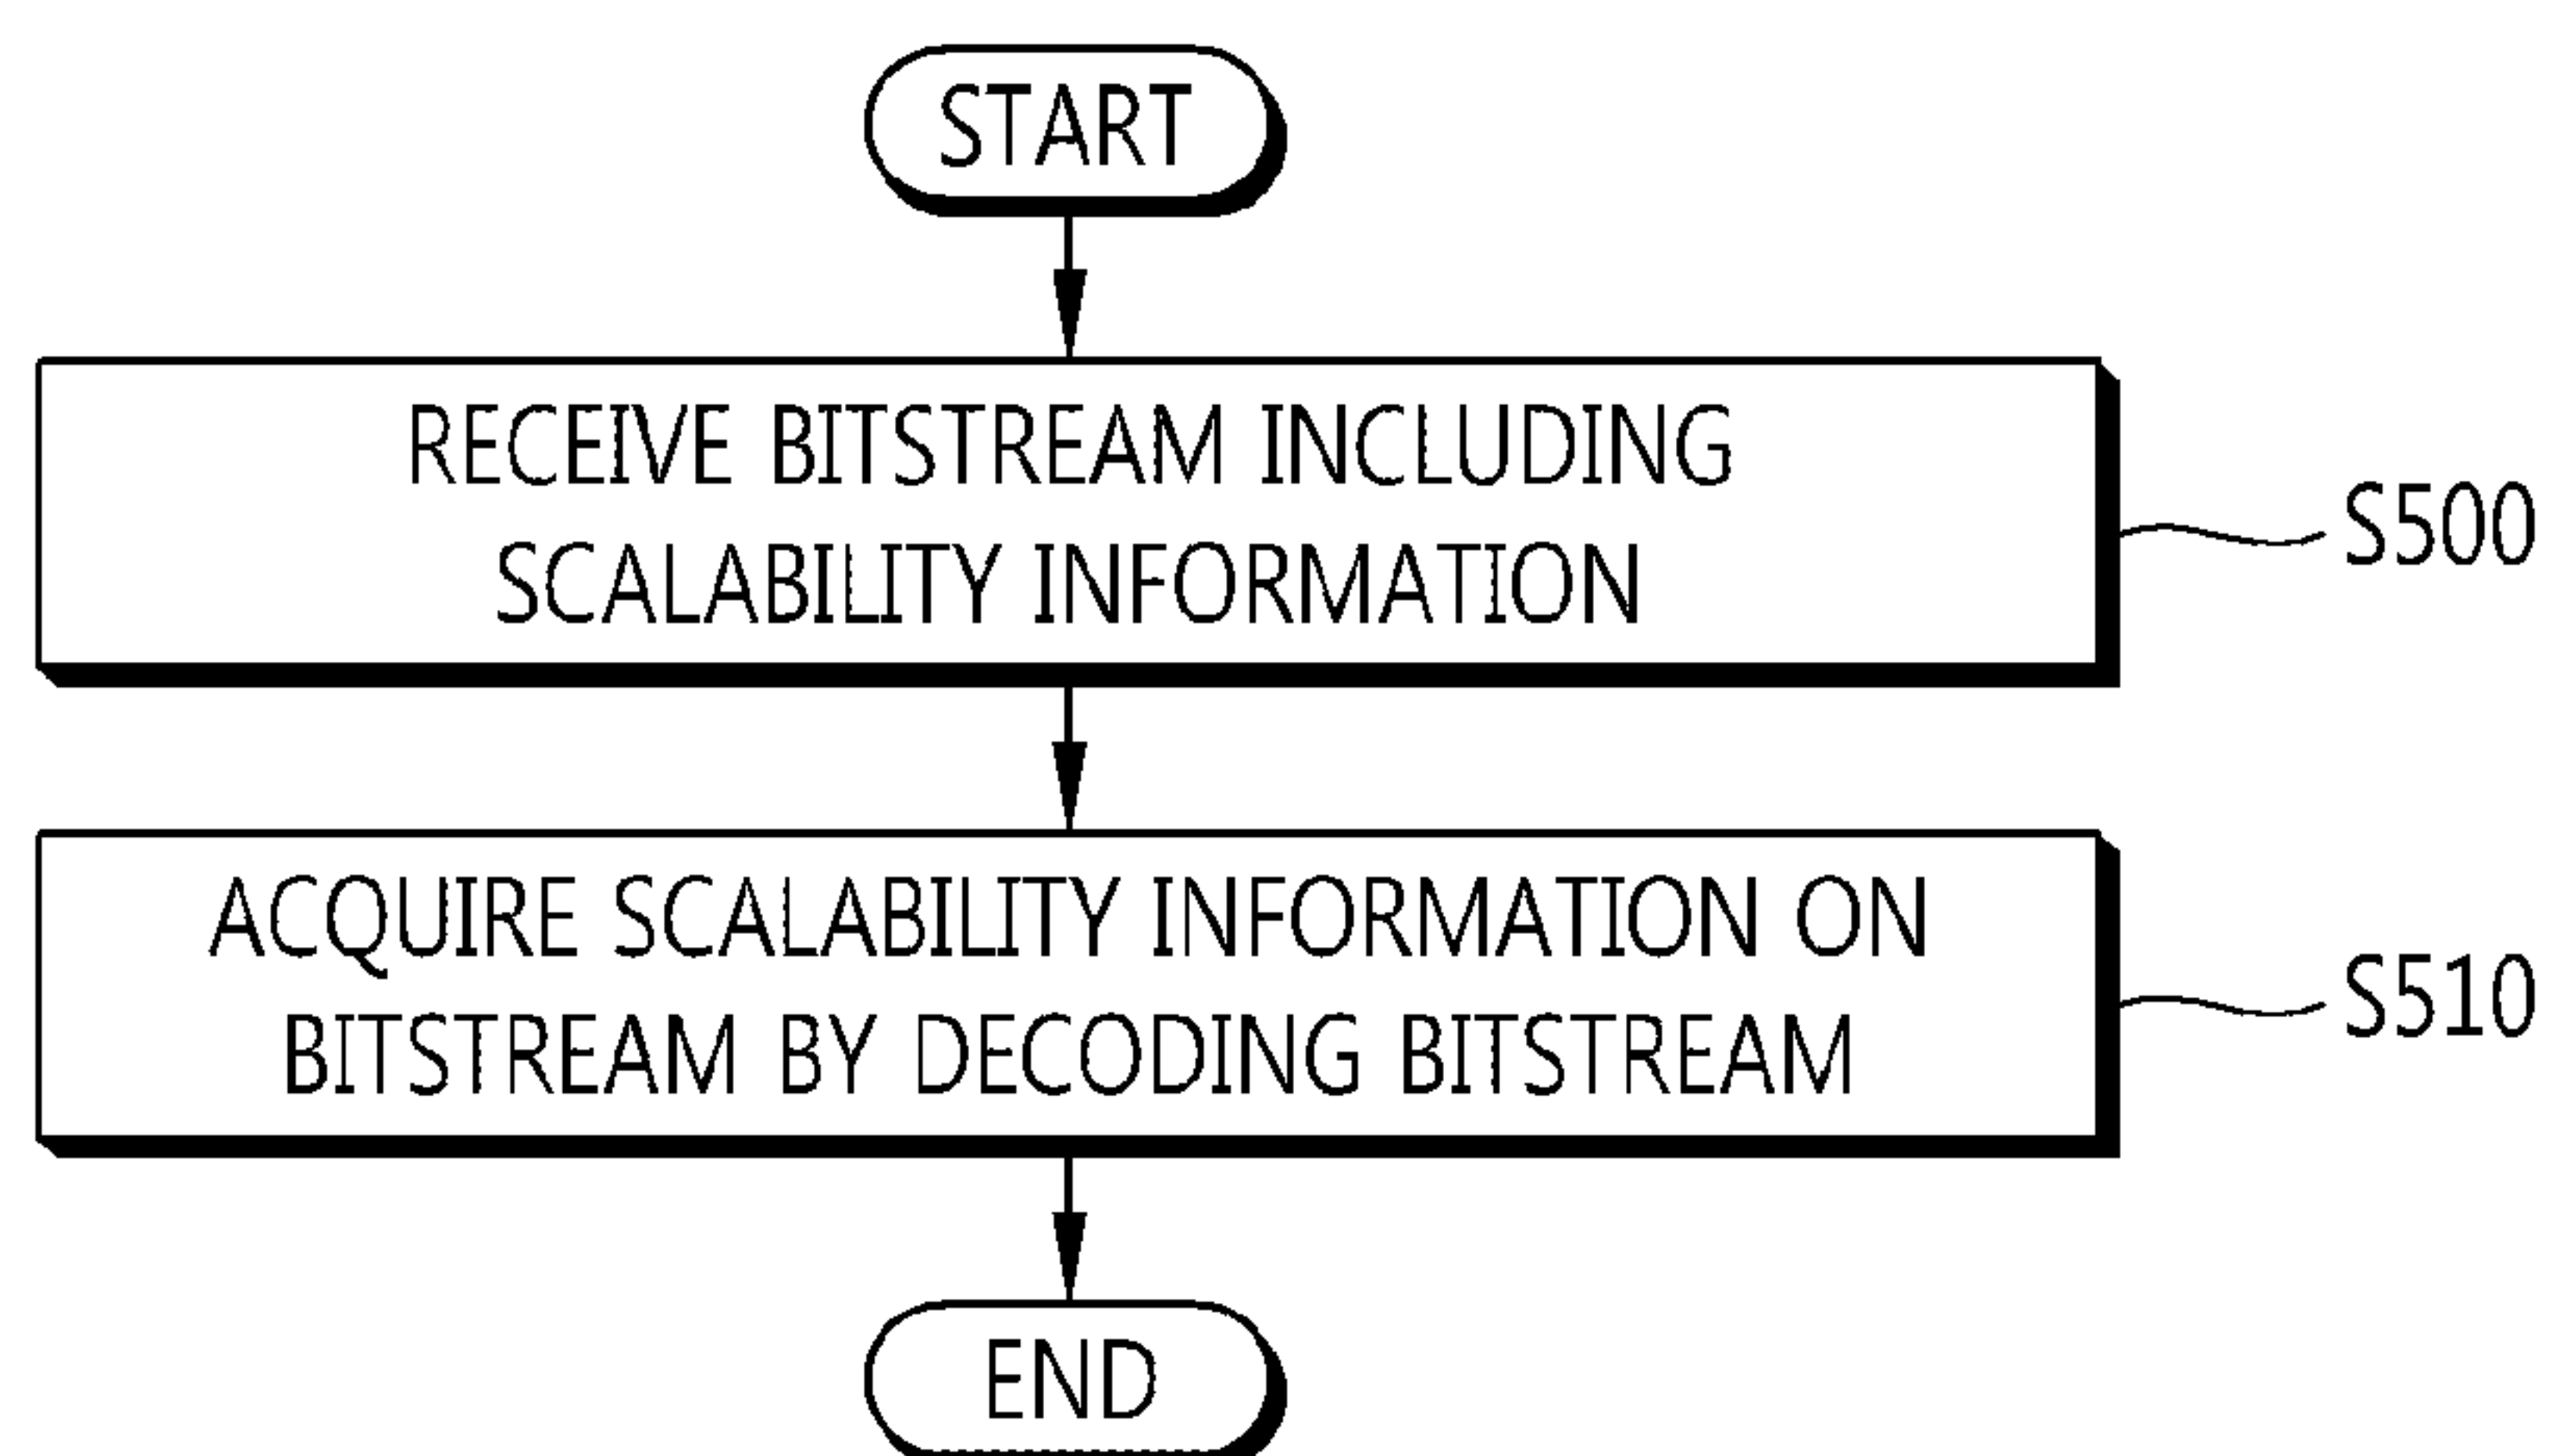 START
RECEIVE BITSTREAM INCLUDING
SCALABILITY INFORMATION
S500
ACQUIRE SCALABILITY INFORMATION ON
BITSTREAM BY DECODING BITSTREAM
S510
END